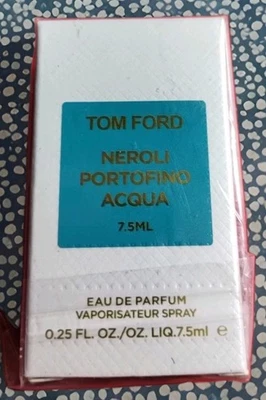 TOM FORD
NEROLI
PORTOFINO
ACQUA
7.5ML
EAU DE PARFUM
VAPORISATEUR SPRAY
0.25 FL. OZ./OZ. LIQ.7.5ml ℮